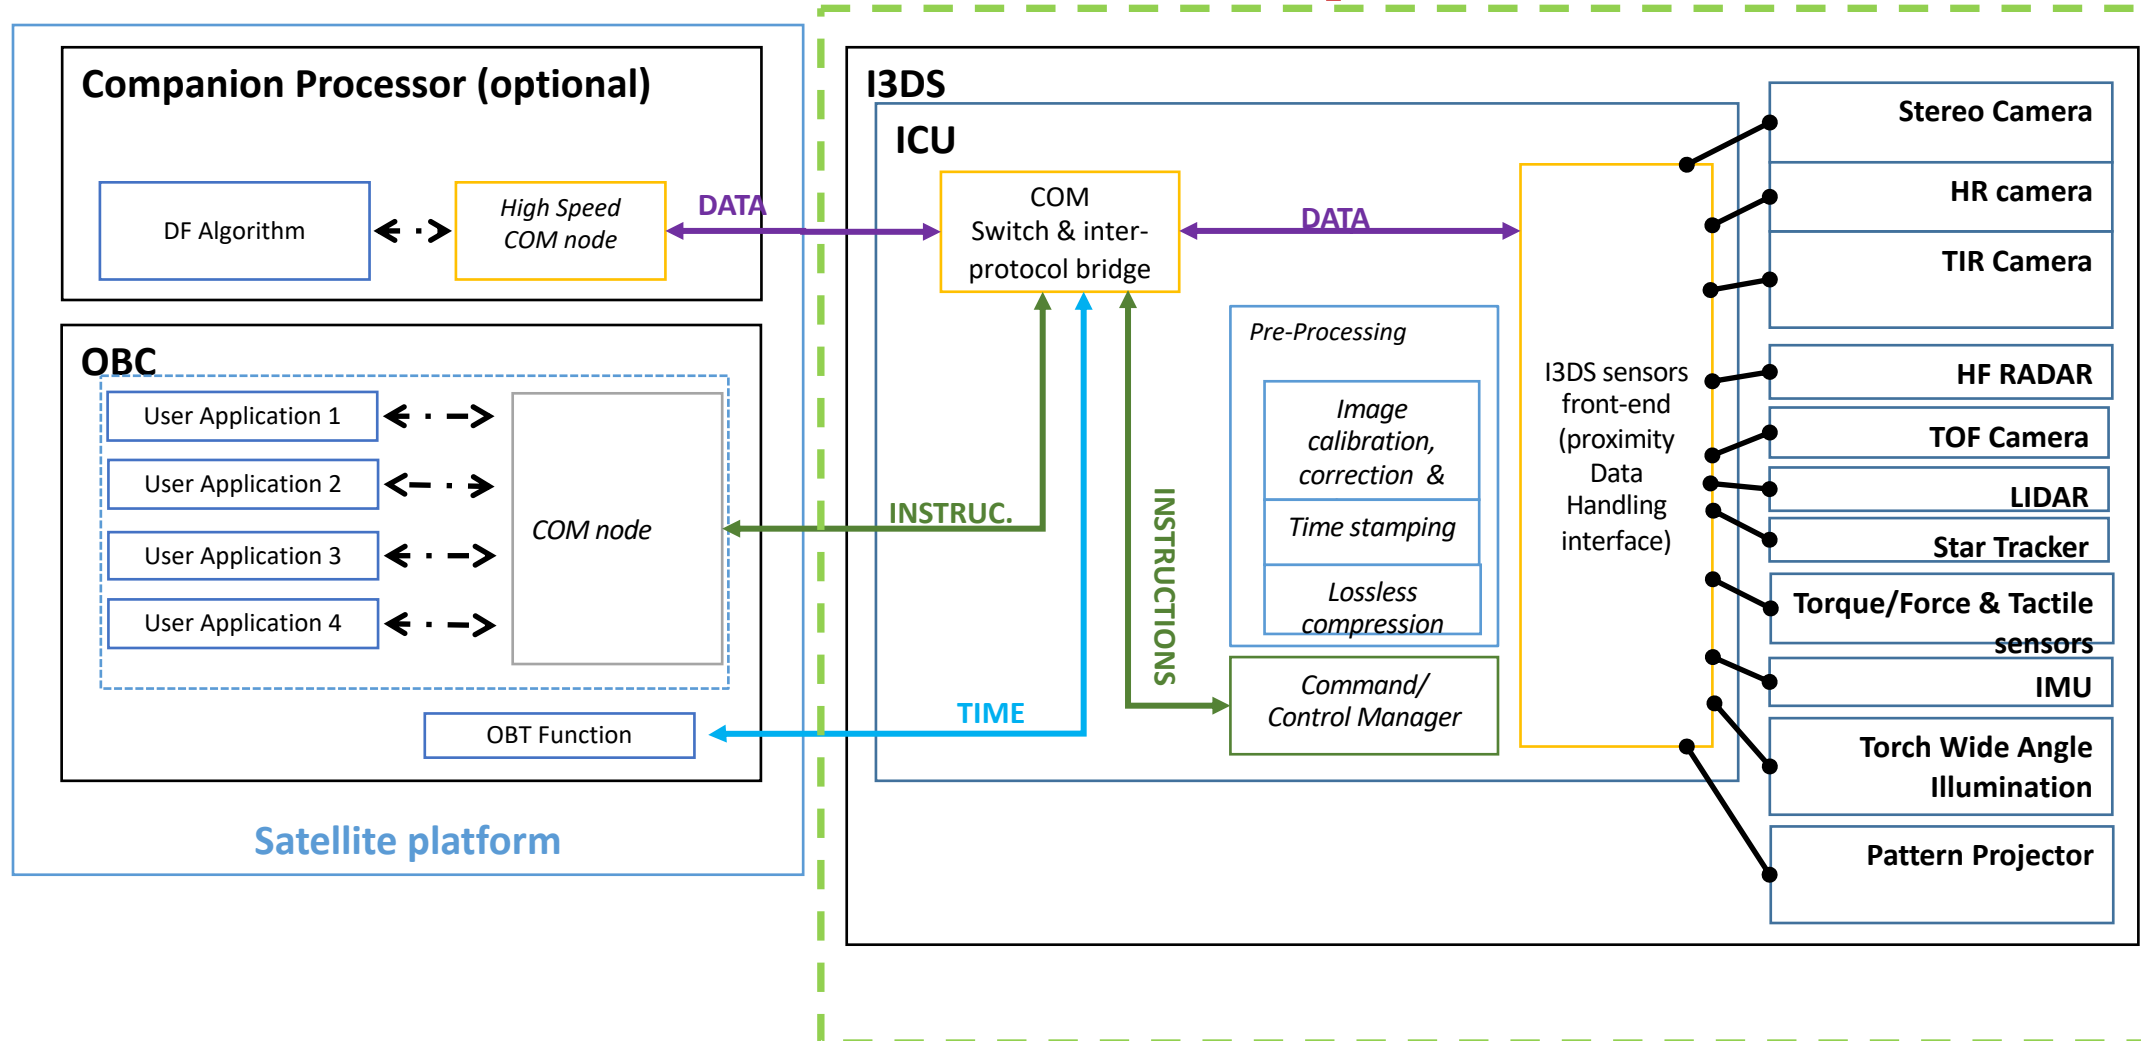 Companion Processor (optional)
DF Algorithm
High Speed
COM node
DATA
OBC
User Application 1
User Application 2
User Application 3
User Application 4
COM node
OBT Function
Satellite platform
I3DS
ICU
COM
Switch & inter-
protocol bridge
DATA
INSTRUC.
TIME
INSTRUCTIONS
Pre-Processing
Image
calibration,
correction &
Time stamping
Lossless
compression
Command/
Control Manager
I3DS sensors
front-end
(proximity
Data
Handling
interface)
Stereo Camera
HR camera
TIR Camera
HF RADAR
TOF Camera
LIDAR
Star Tracker
Torque/Force & Tactile
sensors
IMU
Torch Wide Angle
Illumination
Pattern Projector